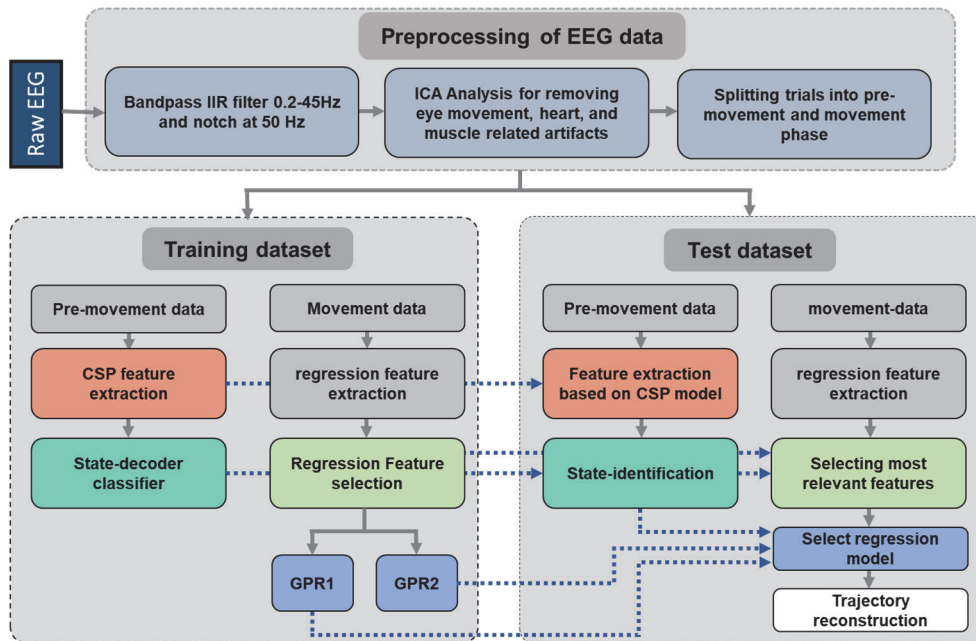 Preprocessing of EEG data
Raw EEG
Bandpass IIR filter 0.2-45Hz
and notch at 50 Hz
ICA Analysis for removing
eye movement, heart, and
muscle related artifacts
Splitting trials into pre-
movement and movement
phase
Training dataset
Pre-movement data
Movement data
CSP feature
extraction
regression feature
extraction
State-decoder
classifier
Regression Feature
selection
GPR1
GPR2
Test dataset
Pre-movement data
movement-data
Feature extraction
based on CSP model
regression feature
extraction
State-identification
Selecting most
relevant features
Select regression
model
Trajectory
reconstruction